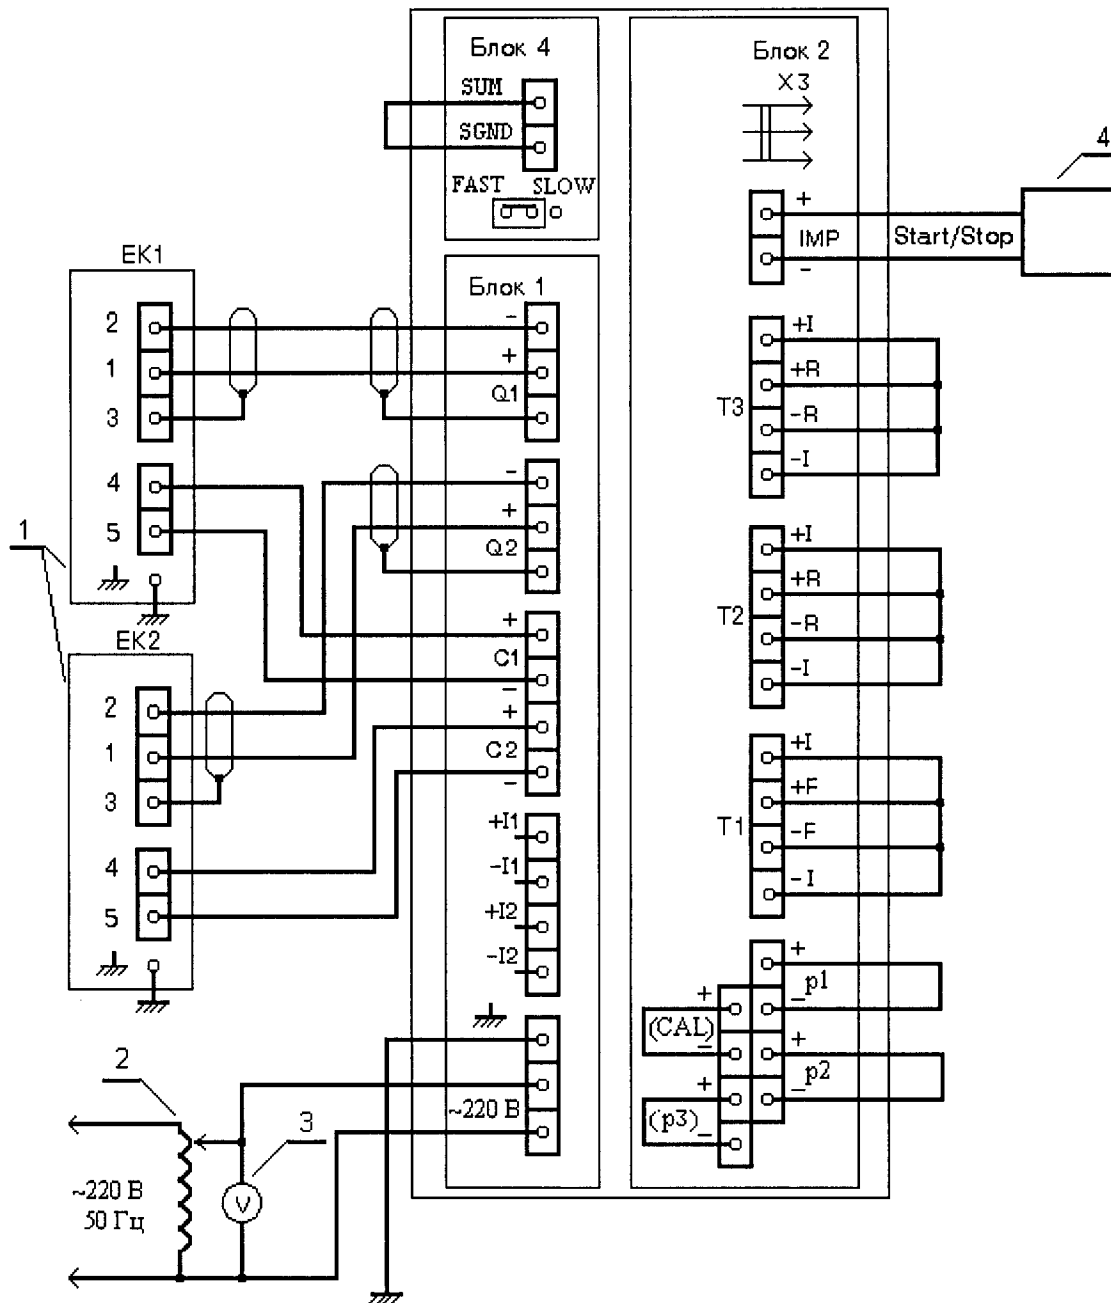 Блок 4
SUM
SGND
FAST SLOW
Блок 2
X3
4
+
IMP
-
Start/Stop
EK1
2
1
3
4
5
Блок 1
-
+
Q1
-
+
Q2
+
C1
-
+
C2
-
+I1
-I1
+I2
-I2
~220 В
1
EK2
2
1
3
4
5
+I
+R
T3
-R
-I
+I
+R
T2
-R
-I
+I
+F
T1
-F
-I
+
p1
-
+
(CAL)
-
+
p2
-
+
(p3)
-
2
3
V
~220 В
50 Гц